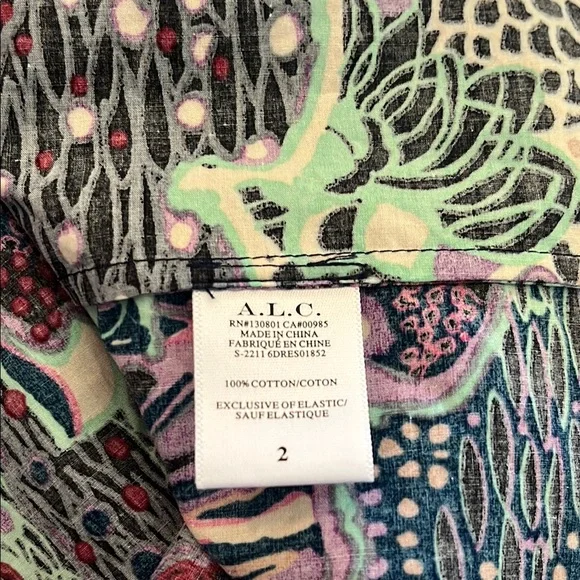 A.L.C.
RN#130801 CA#00985
MADE IN CHINA
FABRIQUÉ EN CHINE
S-2211 6DRES01852
100% COTTON/COTON
EXCLUSIVE OF ELASTIC/
SAUF ELASTIQUE
2